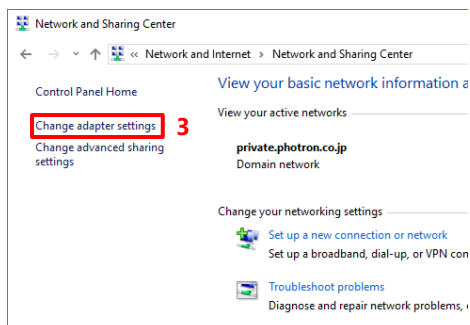 Network and Sharing Center
« Network and Internet > Network and Sharing Center
Control Panel Home
Change adapter settings 3
Change advanced sharing
settings
View your basic network information a
View your active networks
private.photron.co.jp
Domain network
Change your networking settings
Set up a new connection or network
Set up a broadband, dial-up, or VPN con
Troubleshoot problems
Diagnose and repair network problems,